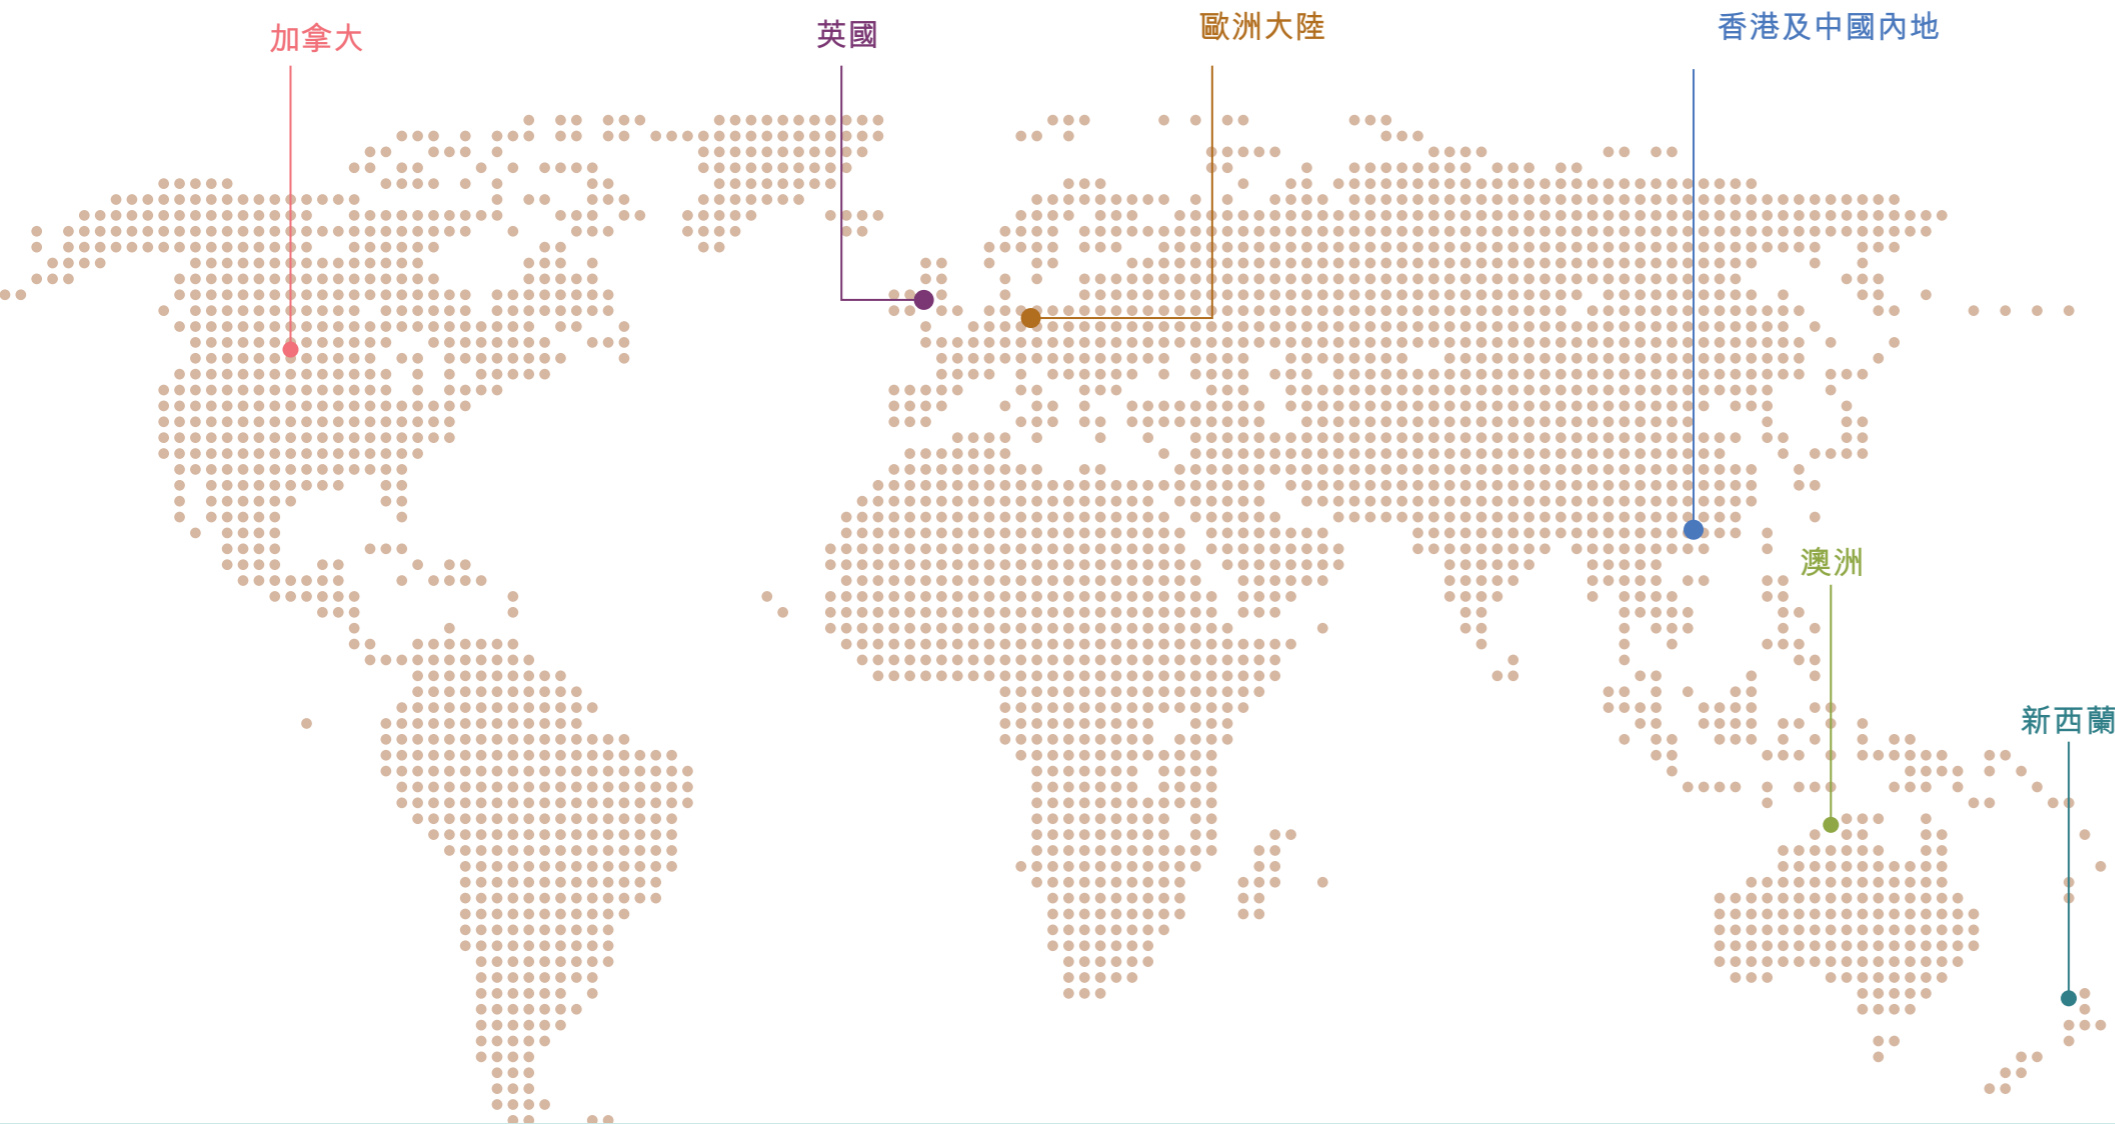 加拿大
英國
歐洲大陸
香港及中國內地
澳洲
新西蘭